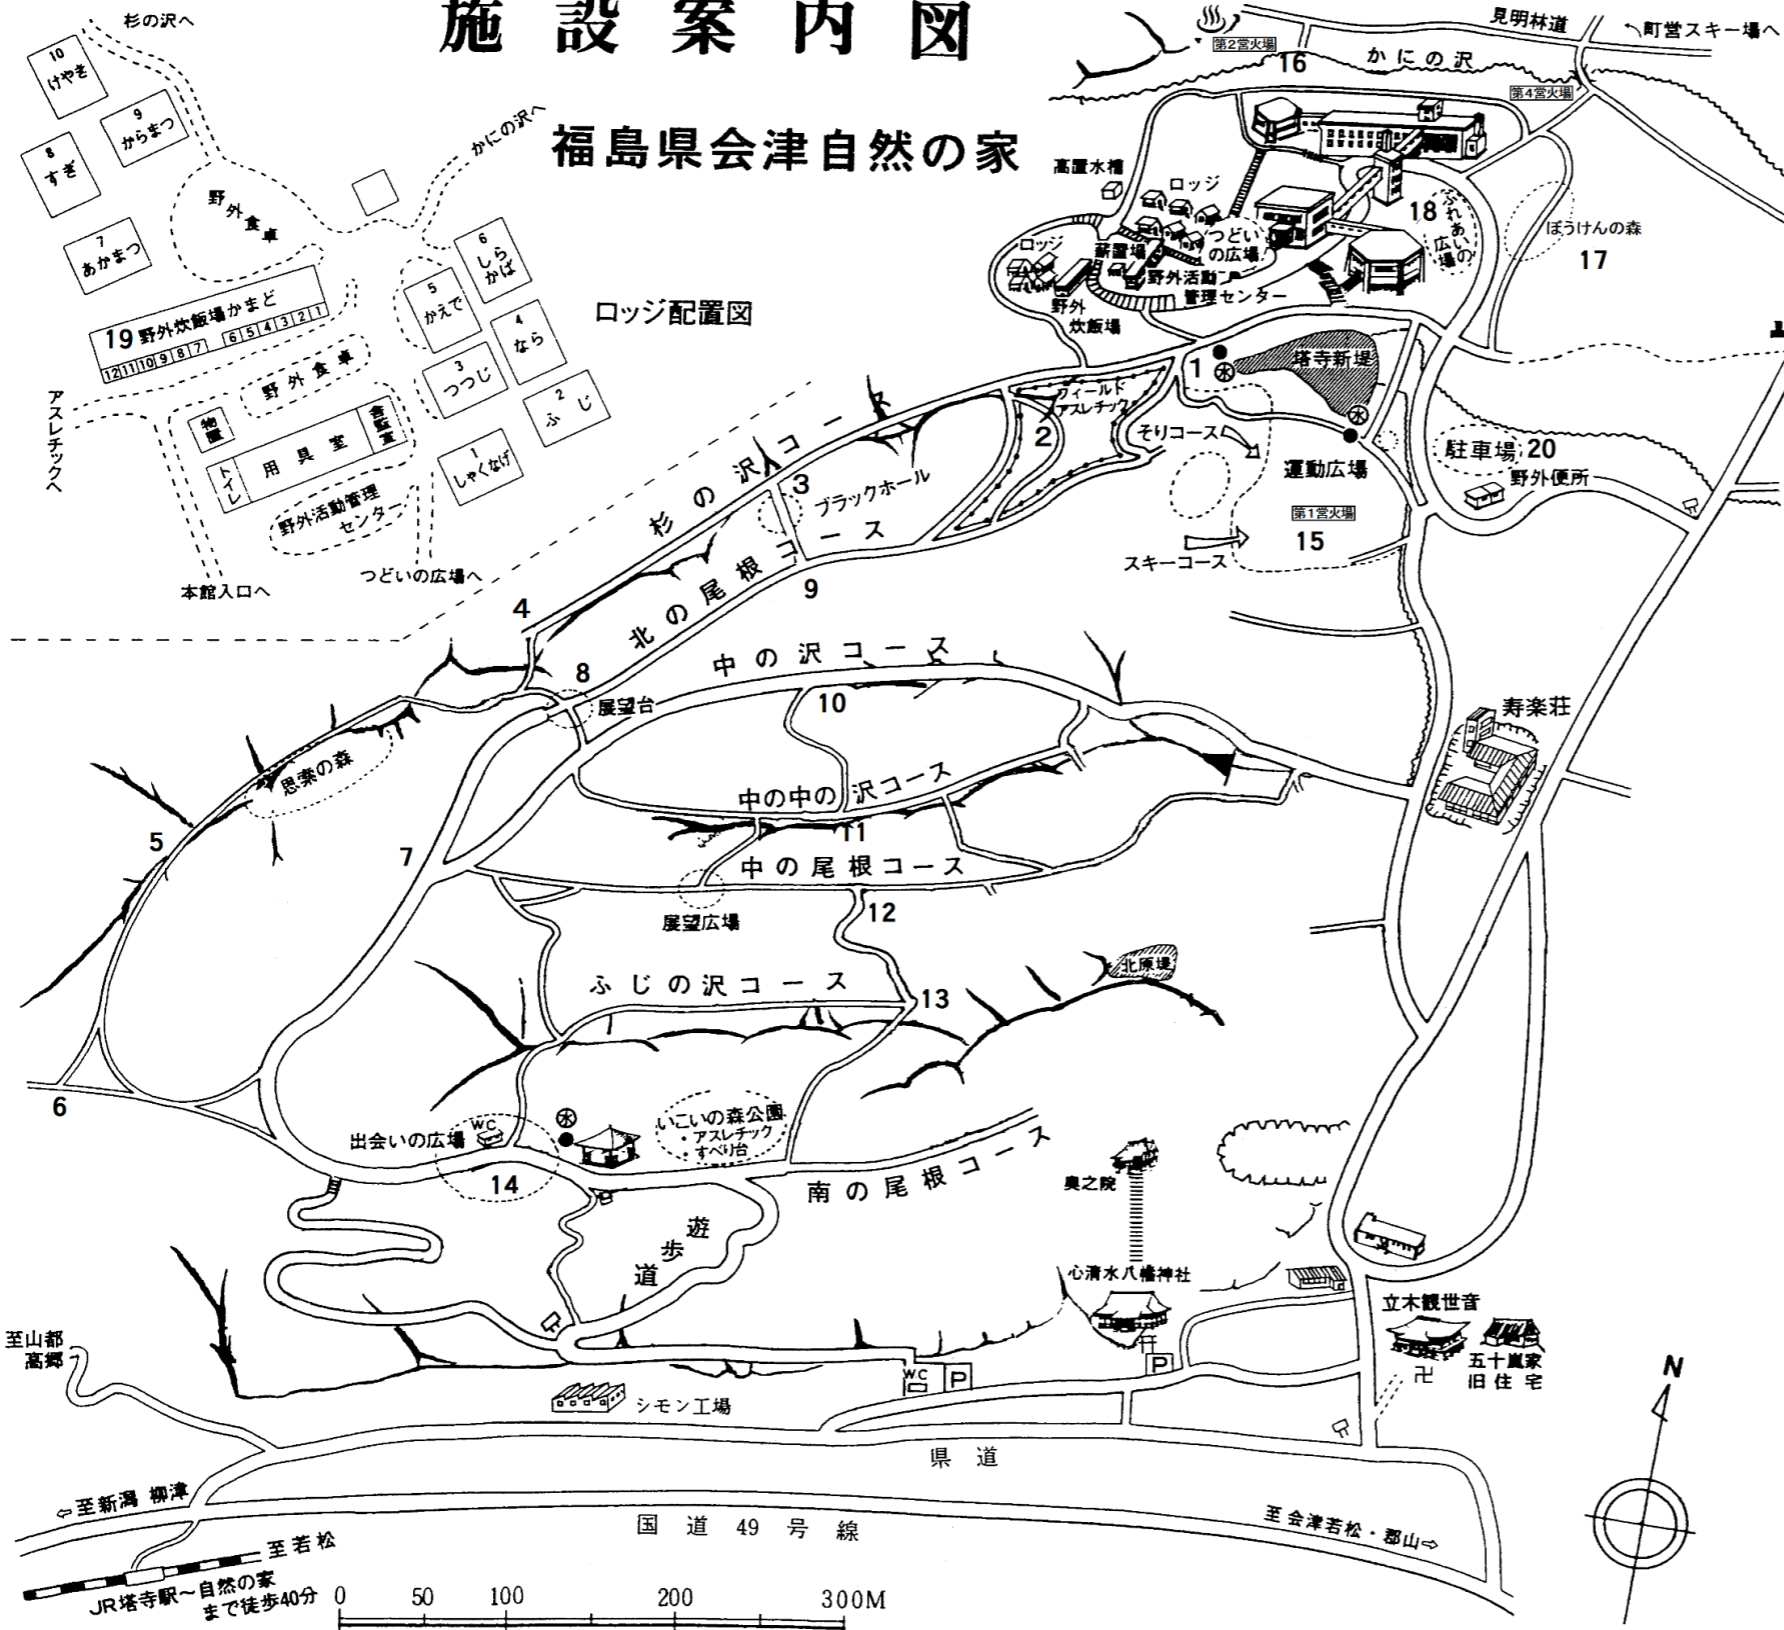 施設案内図
福島県会津自然の家
ロッジ配置図
杉の沢へ
かにの沢へ
10
けやき
9
からまつ
8
すぎ
7
あかまつ
野外食卓
6
しらかば
5
かえで
4
なら
3
つつじ
2
ふじ
1
しゃくなげ
19 野外炊飯場かまど
12 11 10 9 8 7 6 5 4 3 2 1
野外食卓
物置
トイレ
用具室
舎監室
野外活動管理
センター
アスレチックへ
本館入口へ
つどいの広場へ
見明林道
町営スキー場へ
第2営火場
16
かにの沢
第4営火場
高置水槽
ロッジ
ロッジ
薪置場
つどい
の広場
野外活動
管理センター
野外
炊飯場
18
ふれあいの
広場
ぼうけんの森
17
1
水
塔寺新堤
水
フィールド
アスレチック
2
そりコース
運動広場
駐車場 20
野外便所
第1営火場
15
スキーコース
杉の沢コース
3
ブラックホール
北の尾根コース
9
4
8
展望台
中の沢コース
10
思索の森
5
7
6
中の中の沢コース
11
中の尾根コース
展望広場
12
ふじの沢コース
13
北原堤
寿楽荘
出会いの広場
WC
水
14
いこいの森公園
・アスレチック
・すべり台
南の尾根コース
遊歩道
奥之院
心清水八幡神社
立木観世音
卍
五十嵐家
旧住宅
P
WC
P
シモン工場
至山都
高郷
県道
⇦至新潟 柳津
国道49号線
至会津若松・郡山⇨
至若松
JR塔寺駅～自然の家
まで徒歩40分
0 50 100 200 300M
N